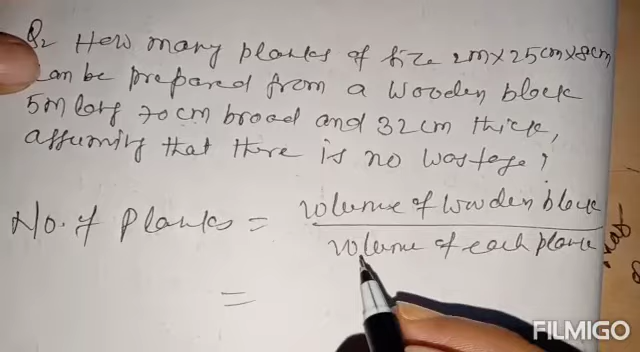 Q2 How many planks of size 2m×25cm×8cm
can be prepared from a wooden block
5m long 70cm broad and 32cm thick,
assuming that there is no wastage?
No. of Planks = volume of wooden block
volume of each plank
=
FILMIGO